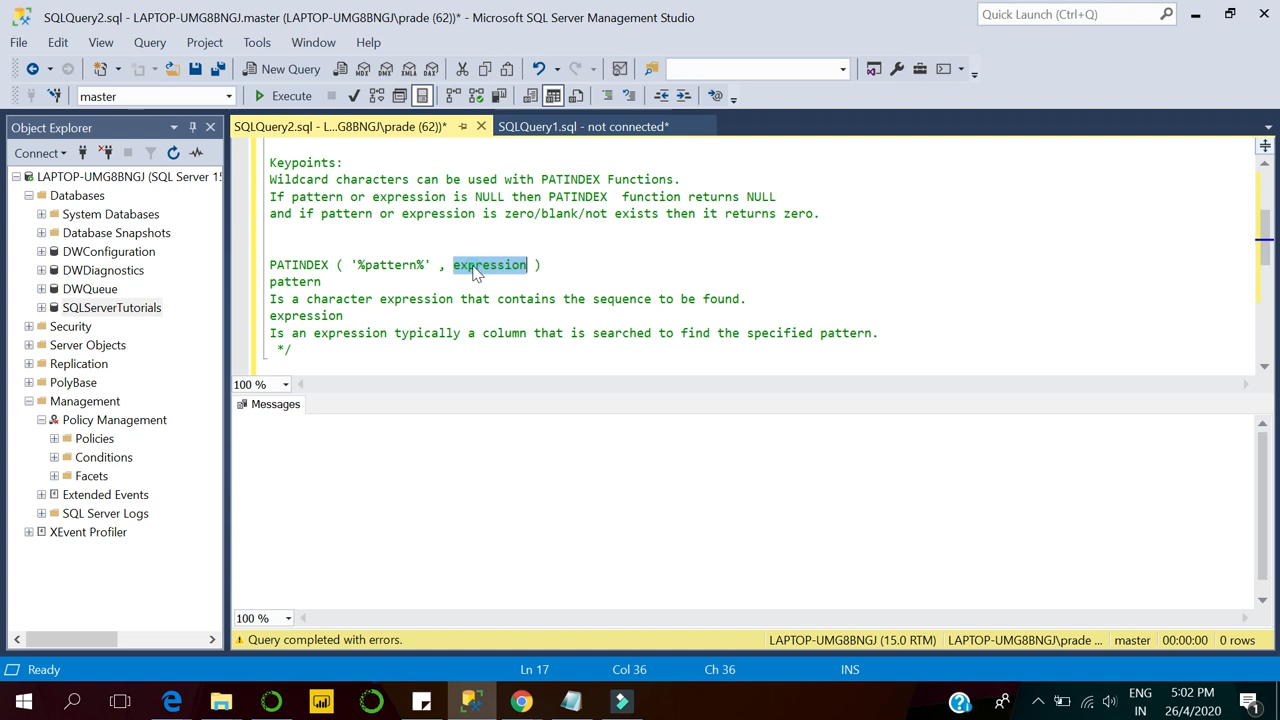 SQLQuery2.sql - LAPTOP-UMG8BNGJ.master (LAPTOP-UMG8BNGJ\prade (62))* - Microsoft SQL Server Management Studio
Quick Launch (Ctrl+Q)
File Edit View Query Project Tools Window Help
New Query
MDX DMX XMLA DAX
master
Execute
Object Explorer
SQLQuery2.sql - L...G8BNGJ\prade (62))*
SQLQuery1.sql - not connected*
Connect
LAPTOP-UMG8BNGJ (SQL Server 15
Databases
System Databases
Database Snapshots
DWConfiguration
DWDiagnostics
DWQueue
SQLServerTutorials
Security
Server Objects
Replication
PolyBase
Management
Policy Management
Policies
Conditions
Facets
Extended Events
SQL Server Logs
XEvent Profiler
Keypoints:
Wildcard characters can be used with PATINDEX Functions.
If pattern or expression is NULL then PATINDEX  function returns NULL
and if pattern or expression is zero/blank/not exists then it returns zero.
PATINDEX ( '%pattern%' , expression )
pattern
Is a character expression that contains the sequence to be found.
expression
Is an expression typically a column that is searched to find the specified pattern.
*/
100 %
Messages
100 %
Query completed with errors.
LAPTOP-UMG8BNGJ (15.0 RTM)
LAPTOP-UMG8BNGJ\prade ...
master
00:00:00
0 rows
Ready
Ln 17
Col 36
Ch 36
INS
ENG
IN
5:02 PM
26/4/2020
1